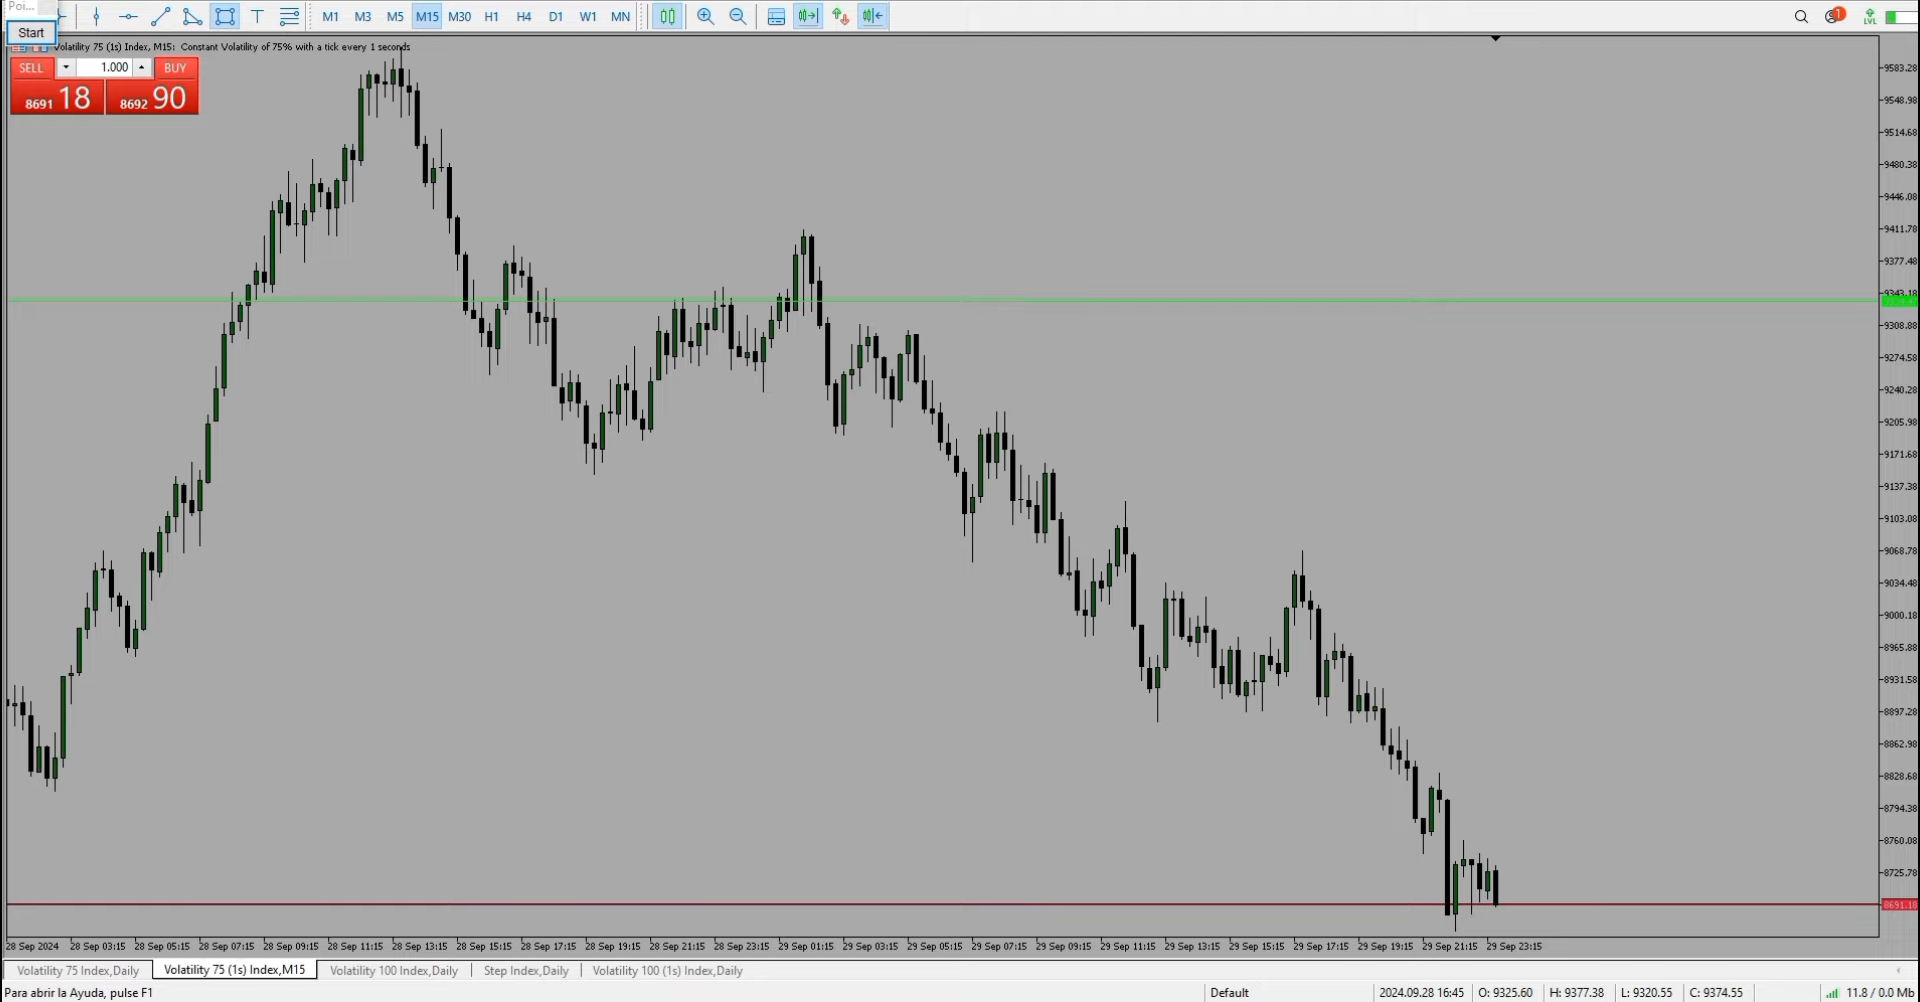 Poi...
Start
M1 M3 M5 M15 M30 H1 H4 D1 W1 MN
1
LVL
Volatility 75 (1s) Index, M15: Constant Volatility of 75% with a tick every 1 seconds
SELL 1.000 BUY
8691 18 8692 90
9583.28
9548.98
9514.68
9480.38
9446.08
9411.78
9377.48
9343.18
9308.88
9274.58
9240.28
9205.98
9171.68
9137.38
9103.08
9068.78
9034.48
9000.18
8965.88
8931.58
8897.28
8862.98
8828.68
8794.38
8760.08
8725.78
8691.18
28 Sep 2024 28 Sep 03:15 28 Sep 05:15 28 Sep 07:15 28 Sep 09:15 28 Sep 11:15 28 Sep 13:15 28 Sep 15:15 28 Sep 17:15 28 Sep 19:15 28 Sep 21:15 28 Sep 23:15 29 Sep 01:15 29 Sep 03:15 29 Sep 05:15 29 Sep 07:15 29 Sep 09:15 29 Sep 11:15 29 Sep 13:15 29 Sep 15:15 29 Sep 17:15 29 Sep 19:15 29 Sep 21:15 29 Sep 23:15
Volatility 75 Index,Daily Volatility 75 (1s) Index,M15 Volatility 100 Index,Daily Step Index,Daily Volatility 100 (1s) Index,Daily
Para abrir la Ayuda, pulse F1 Default 2024.09.28 16:45 O: 9325.60 H: 9377.38 L: 9320.55 C: 9374.55 11.8 / 0.0 Mb